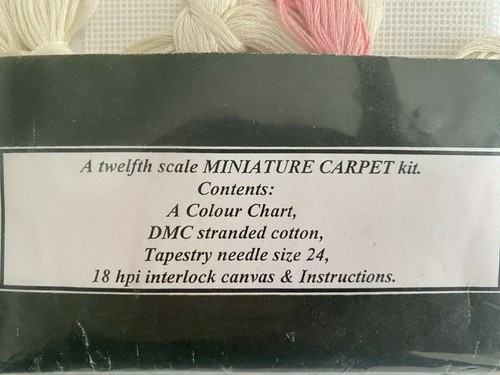 A twelfth scale MINIATURE CARPET kit.
Contents:
A Colour Chart,
DMC stranded cotton,
Tapestry needle size 24,
18 hpi interlock canvas & Instructions.